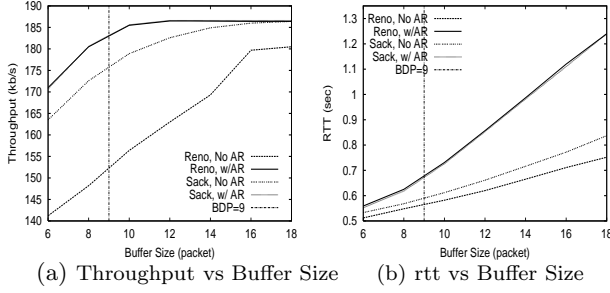 190
185
180
175
170
165
160
155
150
145
140
6 8 10 12 14 16 18
Throughput (kb/s)
Buffer Size (packet)
Reno, No AR
Reno, w/AR
Sack, No AR
Sack, w/ AR
BDP=9
(a) Throughput vs Buffer Size
1.3
1.2
1.1
1
0.9
0.8
0.7
0.6
0.5
6 8 10 12 14 16 18
RTT (sec)
Buffer Size (packet)
Reno, No AR
Reno, w/AR
Sack, No AR
Sack, w/ AR
BDP=9
(b) rtt vs Buffer Size